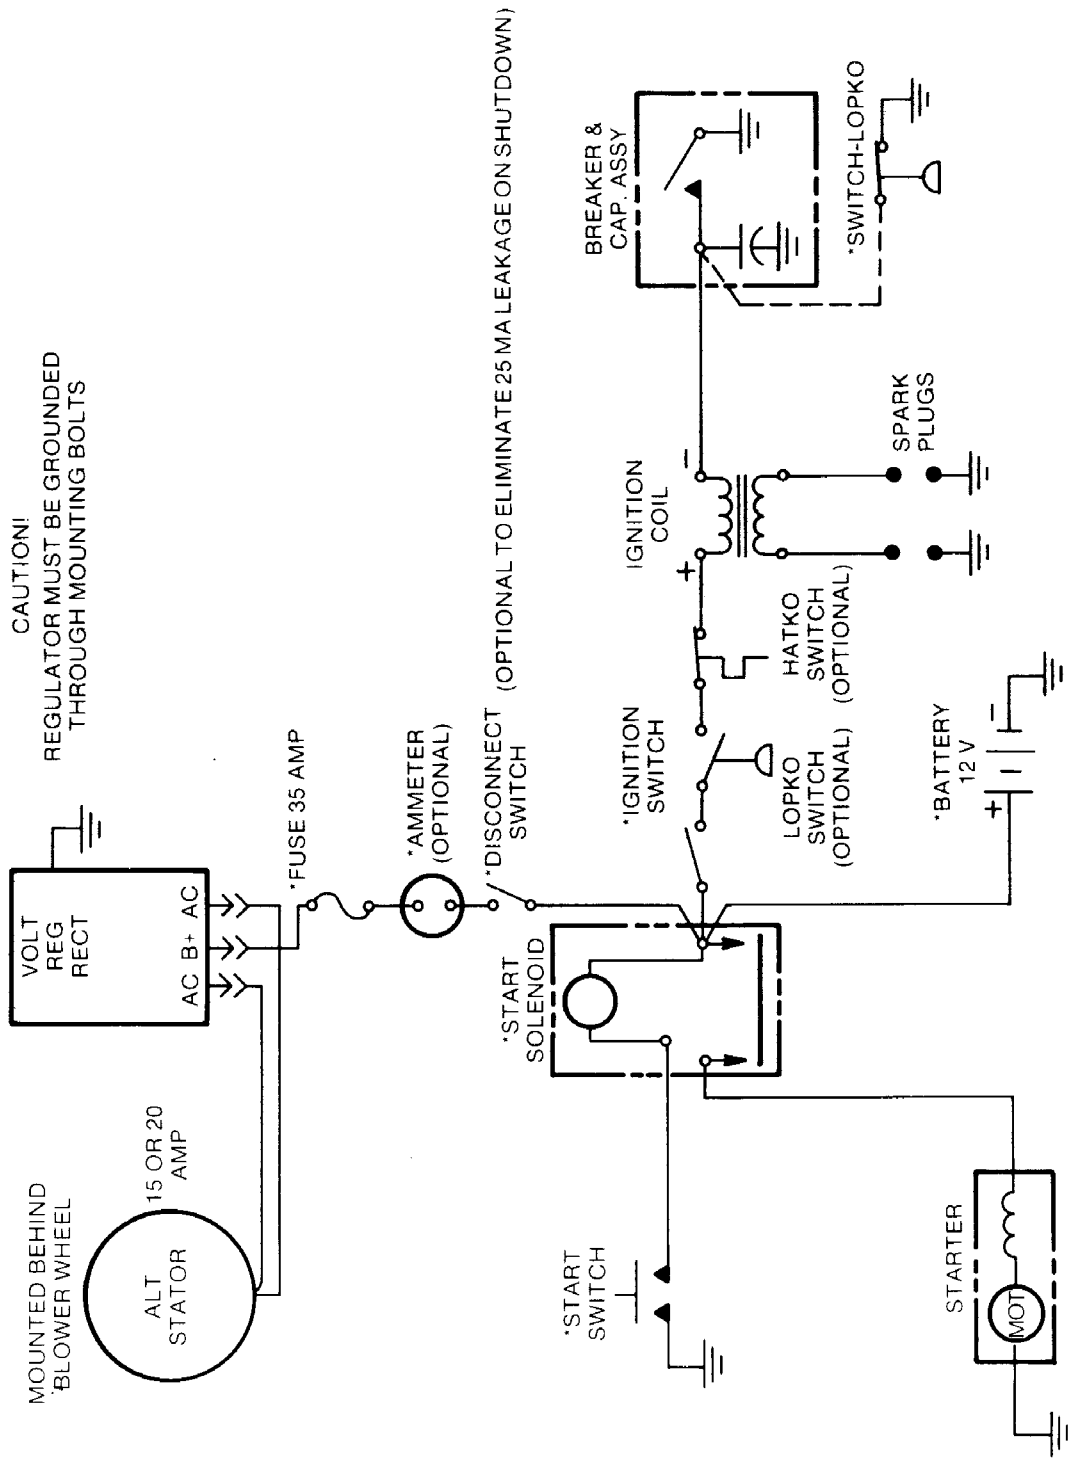 MOUNTED BEHIND
BLOWER WHEEL
ALT
STATOR
15 OR 20
AMP
VOLT
REG
RECT
AC B+ AC
CAUTION!
REGULATOR MUST BE GROUNDED
THROUGH MOUNTING BOLTS
*FUSE 35 AMP
*AMMETER
(OPTIONAL)
*DISCONNECT
SWITCH
(OPTIONAL TO ELIMINATE 25 MA LEAKAGE ON SHUTDOWN)
*START
SOLENOID
*START
SWITCH
*IGNITION
SWITCH
LOPKO
SWITCH
(OPTIONAL)
HATKO
SWITCH
(OPTIONAL)
IGNITION
COIL
+
−
BREAKER &
CAP. ASSY
*SWITCH-LOPKO
SPARK
PLUGS
*BATTERY
12 V
+
−
STARTER
MOT